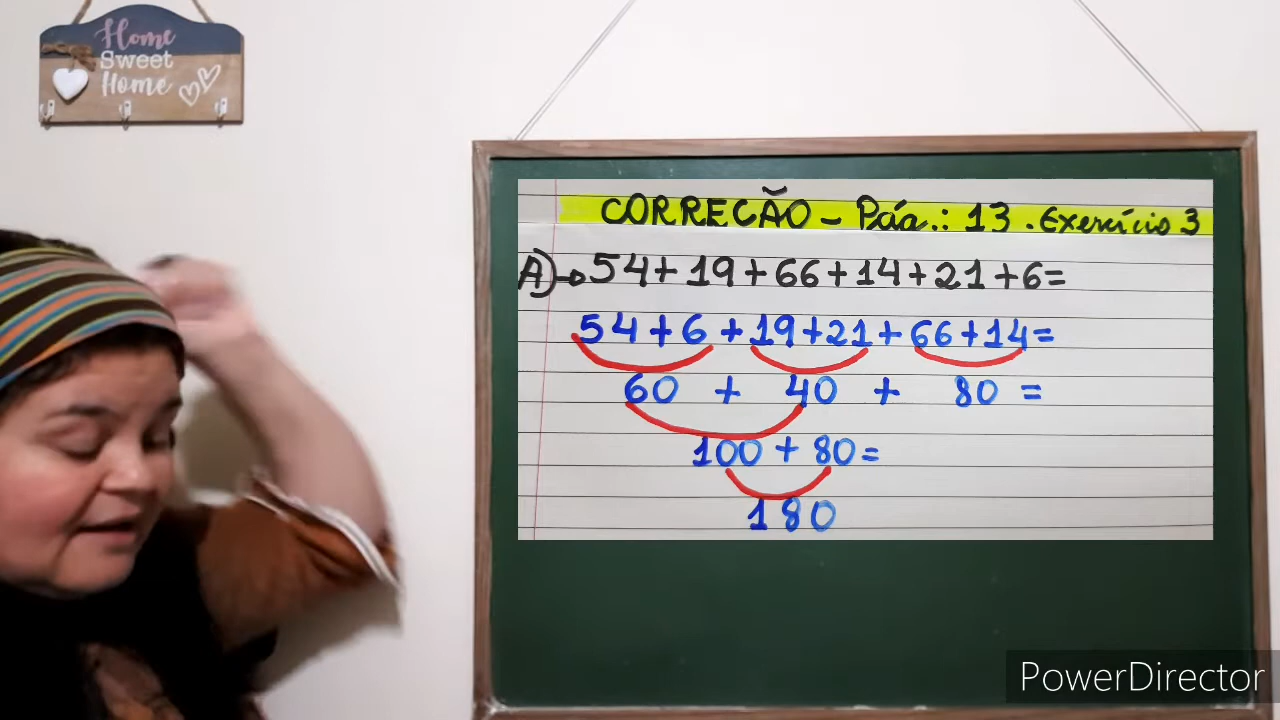 Home
Sweet
Home
CORREÇÃO - Pág.: 13 . Exercício 3
A)→ 54+19+66+14+21+6=
54+6+19+21+66+14=
60 + 40 + 80 =
100+80=
180
PowerDirector